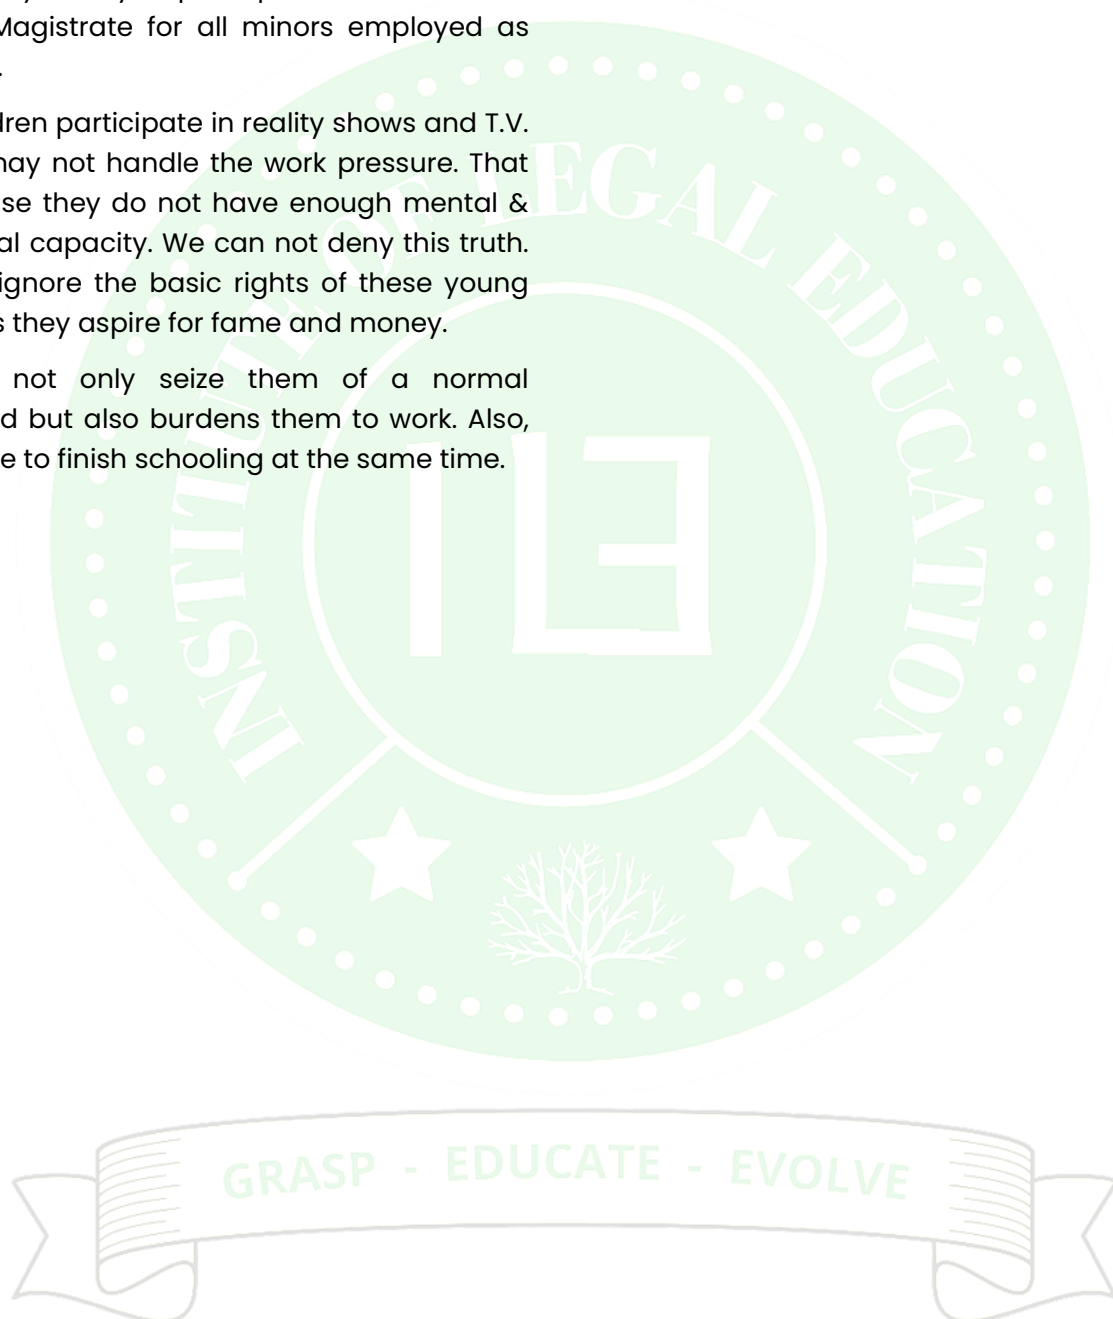 Magistrate for all minors employed as
.
dren participate in reality shows and T.V.
may not handle the work pressure. That
se they do not have enough mental &
al capacity. We can not deny this truth.
ignore the basic rights of these young
s they aspire for fame and money.
not only seize them of a normal
d but also burdens them to work. Also,
e to finish schooling at the same time.
INSTITUTE OF LEGAL EDUCATION
ILE
GRASP - EDUCATE - EVOLVE